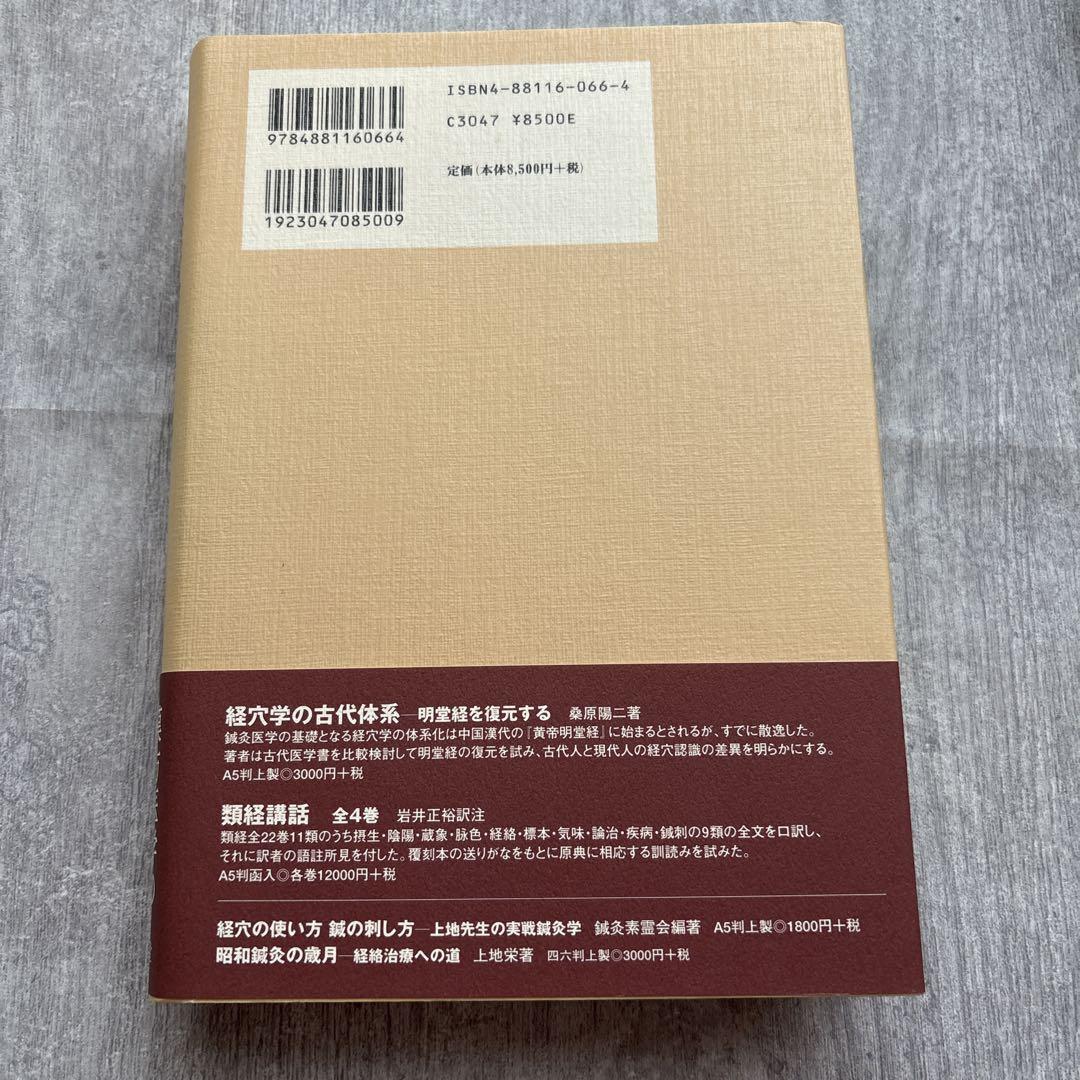 ISBN4-88116-066-4
C3047 ¥8500E
定価(本体8,500円+税)
9784881160664
1923047085009
経穴学の古代体系─明堂経を復元する 桑原陽二著
鍼灸医学の基礎となる経穴学の体系化は中国漢代の『黄帝明堂経』に始まるとされるが、すでに散逸した。
著者は古代医学書を比較検討して明堂経の復元を試み、古代人と現代人の経穴認識の差異を明らかにする。
A5判上製◎3000円+税
類経講話 全4巻 岩井正裕訳注
類経全22巻11類のうち摂生・陰陽・蔵象・脉色・経絡・標本・気味・論治・疾病・鍼刺の9類の全文を口訳し、
それに訳者の語註所見を付した。覆刻本の送りがなをもとに原典に相応する訓読みを試みた。
A5判函入◎各巻12000円+税
経穴の使い方 鍼の刺し方─上地先生の実戦鍼灸学 鍼灸素霊会編著 A5判上製◎1800円+税
昭和鍼灸の歳月─経絡治療への道 上地栄著 四六判上製◎3000円+税